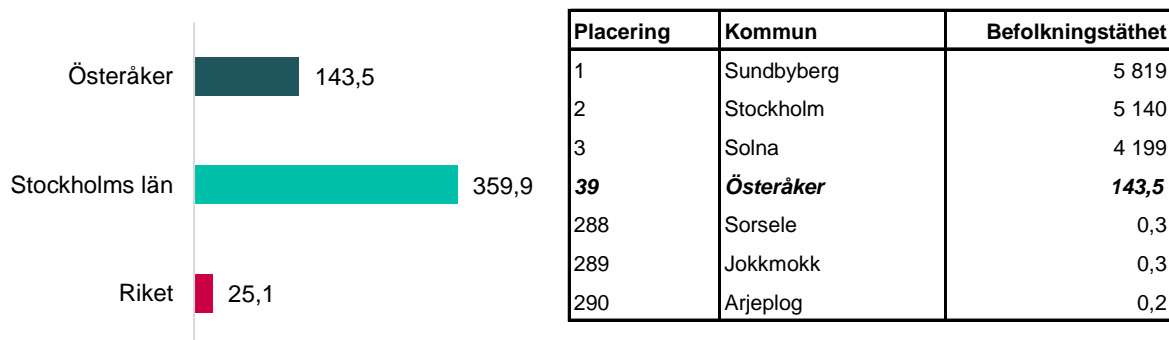 Österåker 143,5
Stockholms län 359,9
Riket 25,1
Placering Kommun Befolkningstäthet
1 Sundbyberg 5 819
2 Stockholm 5 140
3 Solna 4 199
39 Österåker 143,5
288 Sorsele 0,3
289 Jokkmokk 0,3
290 Arjeplog 0,2